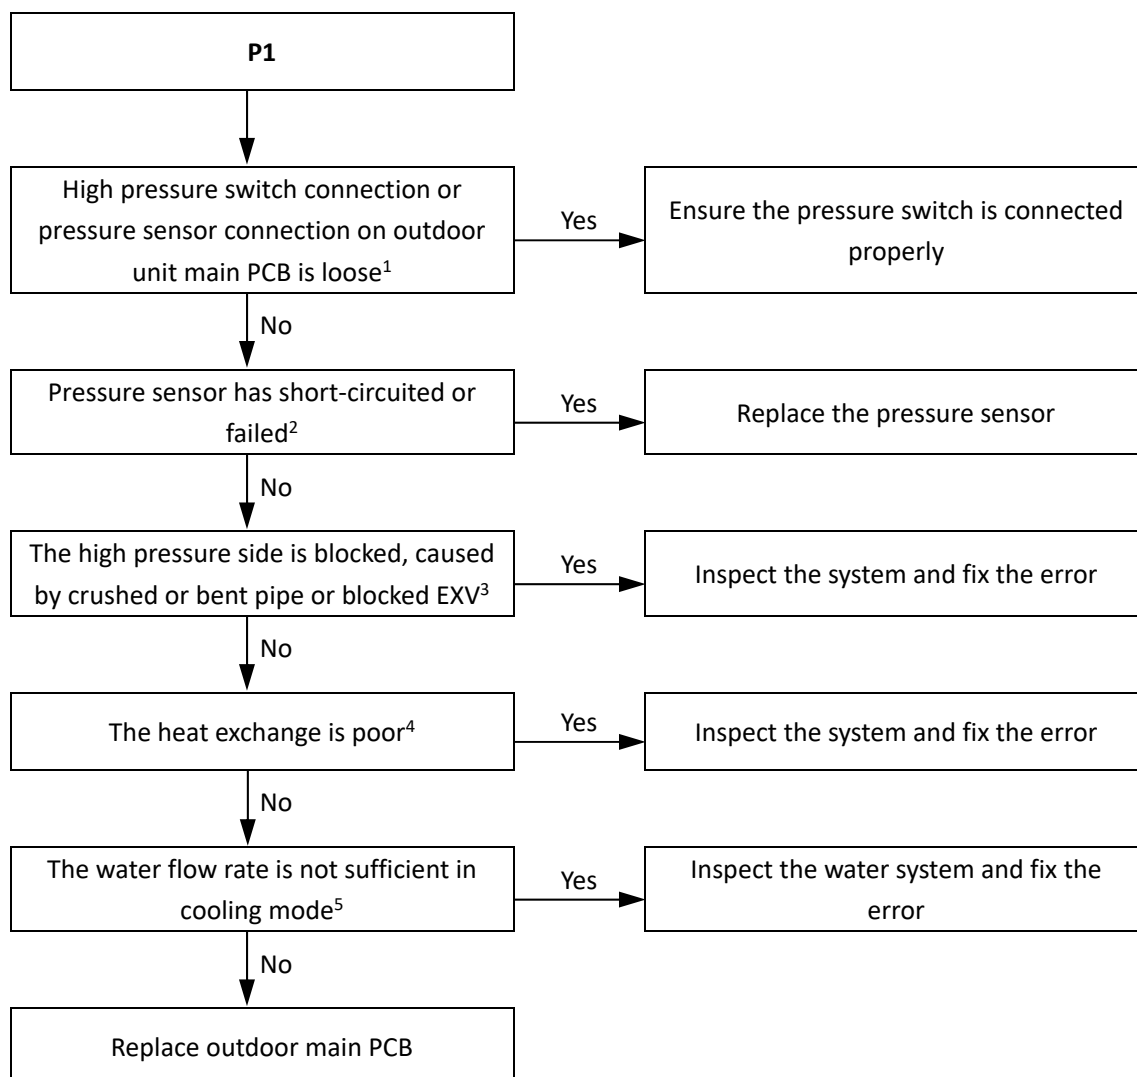 P1
High pressure switch connection or
pressure sensor connection on outdoor
unit main PCB is loose¹
Yes
Ensure the pressure switch is connected
properly
No
Pressure sensor has short-circuited or
failed²
Yes
Replace the pressure sensor
No
The high pressure side is blocked, caused
by crushed or bent pipe or blocked EXV³
Yes
Inspect the system and fix the error
No
The heat exchange is poor⁴
Yes
Inspect the system and fix the error
No
The water flow rate is not sufficient in
cooling mode⁵
Yes
Inspect the water system and fix the
error
No
Replace outdoor main PCB